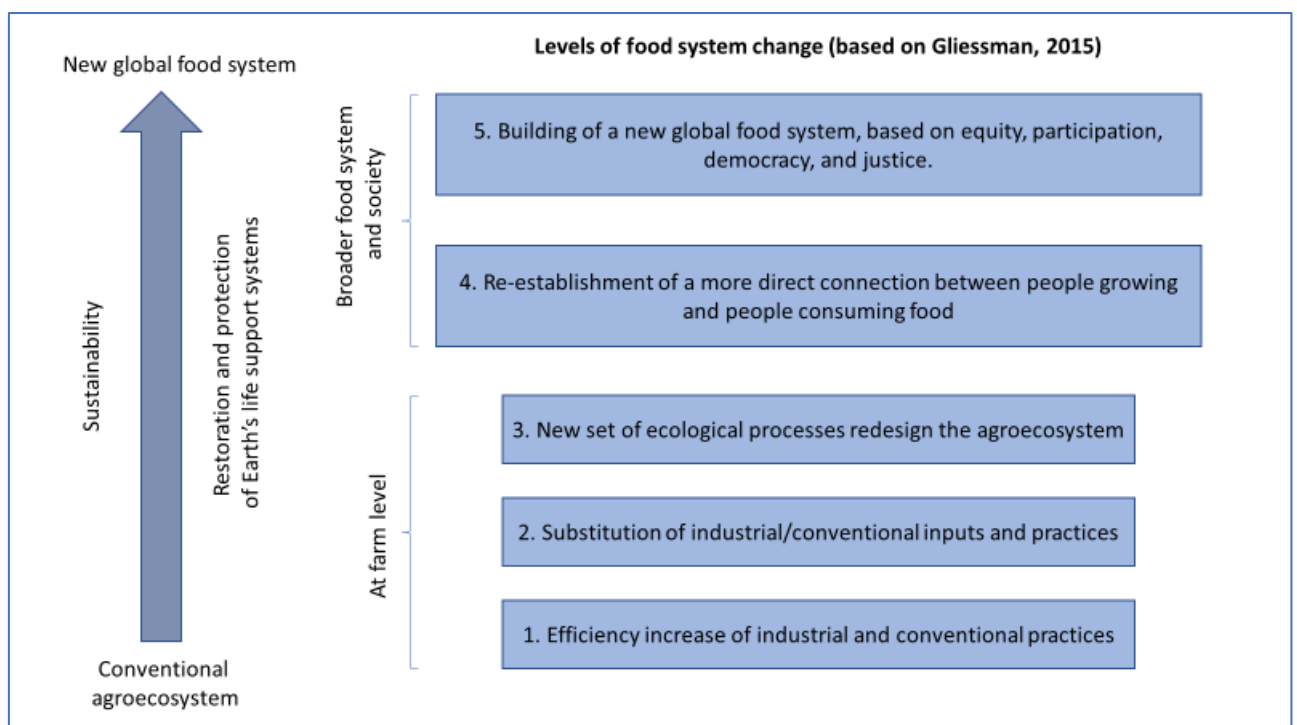 Levels of food system change (based on Gliessman, 2015)
New global food system
Sustainability
Restoration and protection
of Earth's life support systems
Conventional
agroecosystem
Broader food system
and society
5. Building of a new global food system, based on equity, participation,
democracy, and justice.
4. Re-establishment of a more direct connection between people growing
and people consuming food
At farm level
3. New set of ecological processes redesign the agroecosystem
2. Substitution of industrial/conventional inputs and practices
1. Efficiency increase of industrial and conventional practices